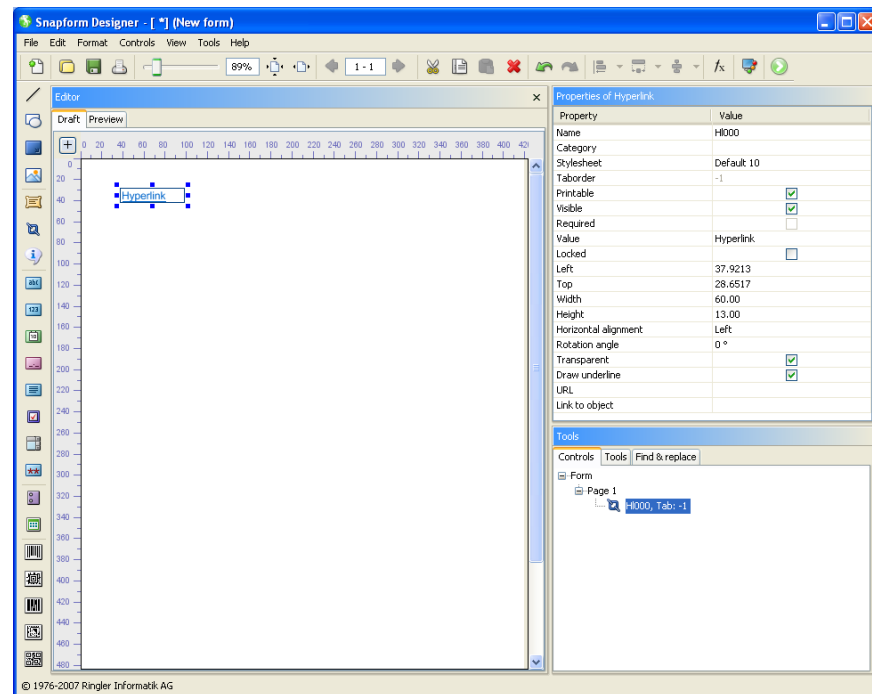 Snapform Designer - [ *] (New form)
File Edit Format Controls View Tools Help
89% 1 - 1 fx
Editor
Draft Preview
0 20 40 60 80 100 120 140 160 180 200 220 240 260 280 300 320 340 360 380 400
0
20
40
60
80
100
120
140
160
180
200
220
240
260
280
300
320
340
360
380
400
420
440
460
480
Hyperlink
abc
123
Properties of Hyperlink
Property Value
Name Hl000
Category
Stylesheet Default 10
Taborder -1
Printable
Visible
Required
Value Hyperlink
Locked
Left 37.9213
Top 28.6517
Width 60.00
Height 13.00
Horizontal alignment Left
Rotation angle 0 °
Transparent
Draw underline
URL
Link to object
Tools
Controls Tools Find & replace
Form
Page 1
Hl000, Tab: -1
© 1976-2007 Ringler Informatik AG